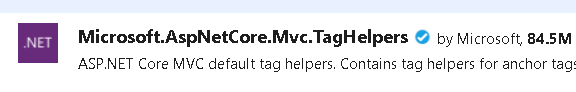 .NET
Microsoft.AspNetCore.Mvc.TagHelpers by Microsoft, 84.5M
ASP.NET Core MVC default tag helpers. Contains tag helpers for anchor tags